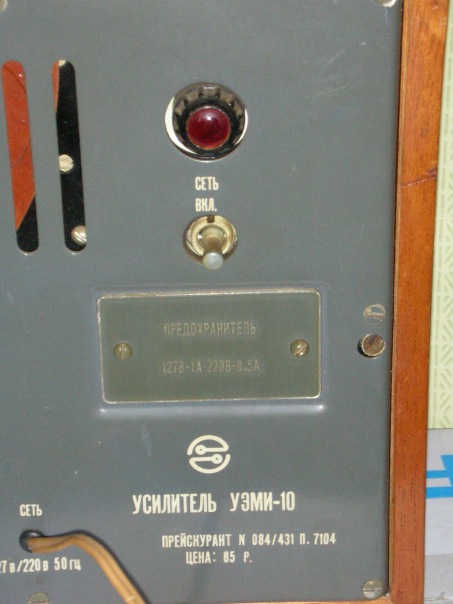 СЕТЬ
ВКЛ.
ПРЕДОХРАНИТЕЛЬ
127В-1А-220В-0,5А
УСИЛИТЕЛЬ УЭМИ-10
ПРЕЙСКУРАНТ N 084/431 П. 7104
ЦЕНА: 85 Р.
СЕТЬ
27В/220В 50ГЦ